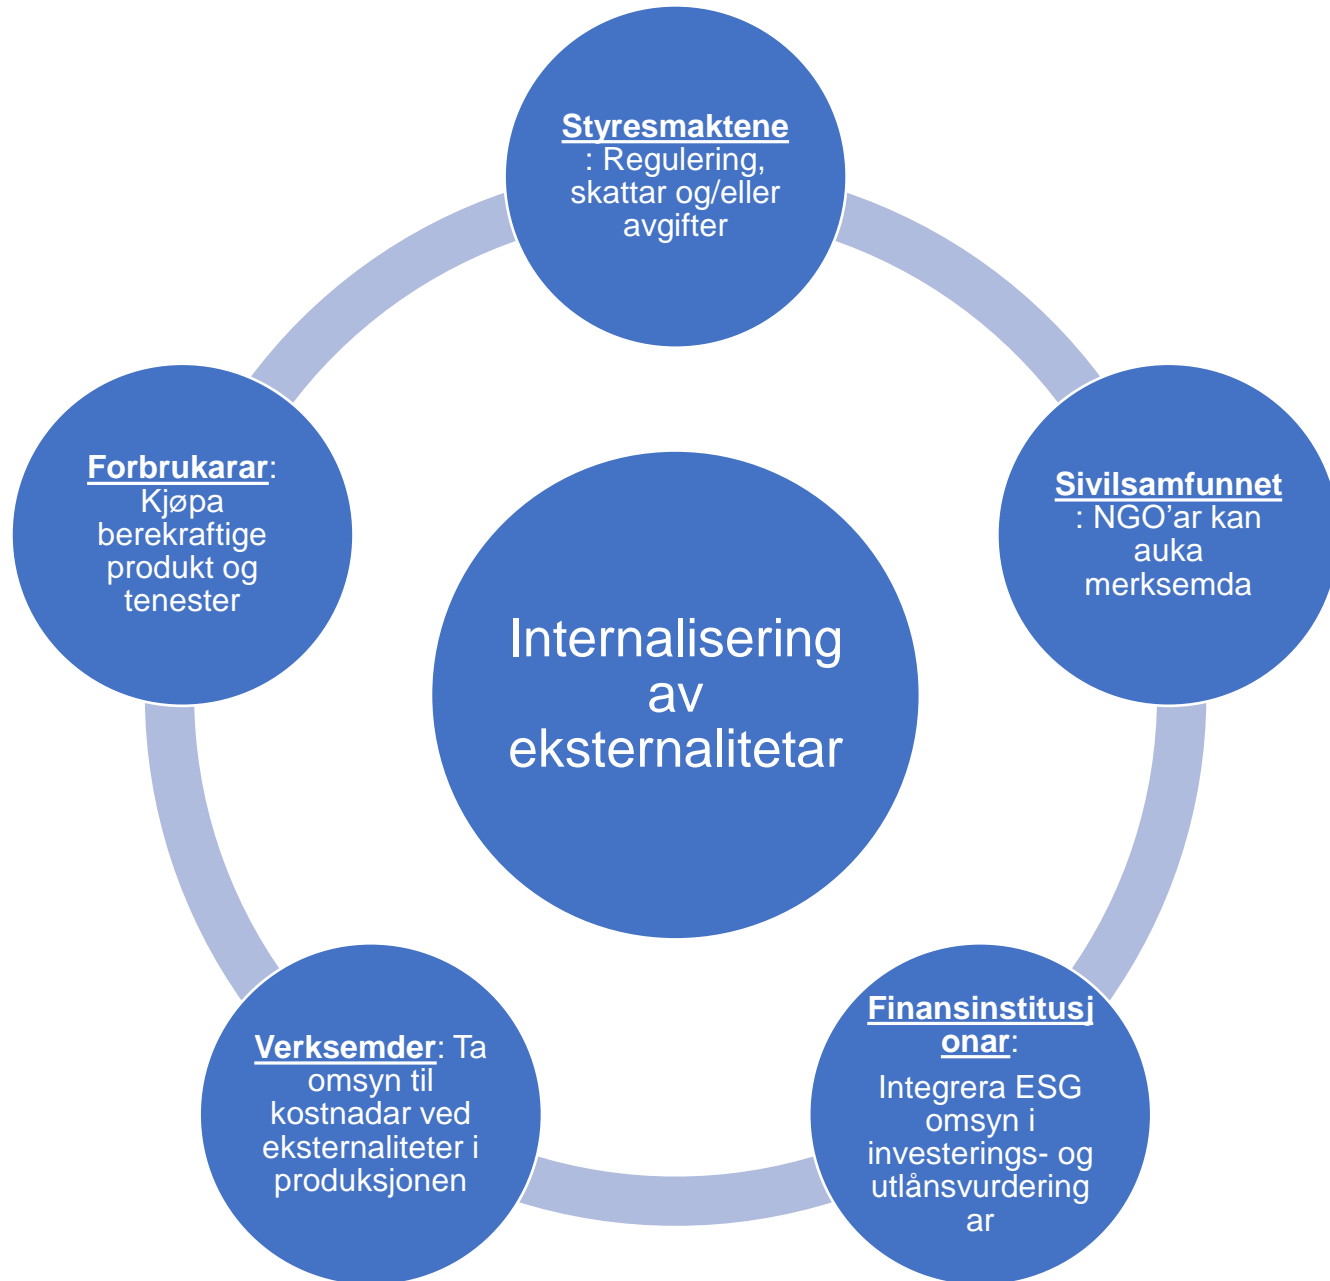 Styresmaktene
: Regulering,
skattar og/eller
avgifter
Sivilsamfunnet
: NGO’ar kan
auka
merksemda
Finansinstitusj
onar:
Integrera ESG
omsyn i
investerings- og
utlånsvurdering
ar
Verksemder: Ta
omsyn til
kostnadar ved
eksternaliteter i
produksjonen
Forbrukarar:
Kjøpa
berekraftige
produkt og
tenester
Internalisering
av
eksternalitetar